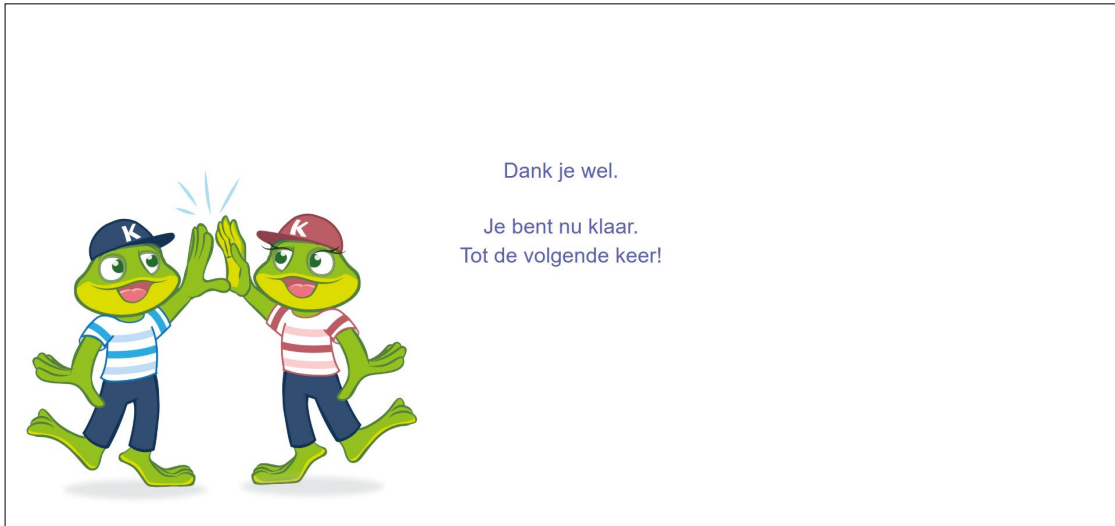 Dank je wel.
Je bent nu klaar.
Tot de volgende keer!
K
K